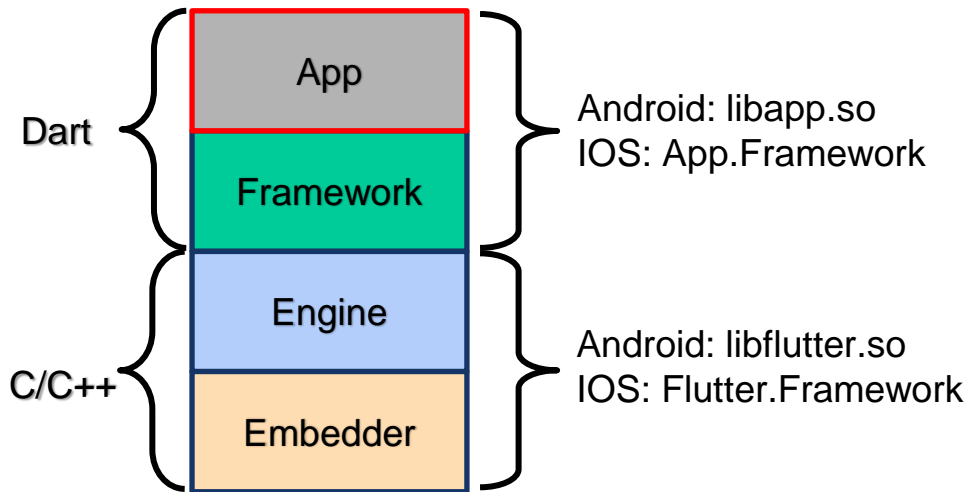 App
Dart
Android: libapp.so
IOS: App.Framework
Framework
Engine
Android: libflutter.so
IOS: Flutter.Framework
C/C++
Embedder